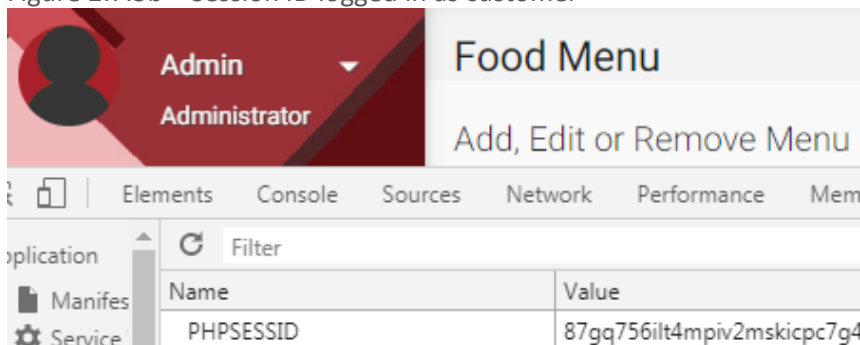 Admin
Administrator
Food Menu
Add, Edit or Remove Menu
Elements Console Sources Network Performance
Filter
Name Value
PHPSESSID 87gq756ilt4mpiv2mskicpc7g4
Service